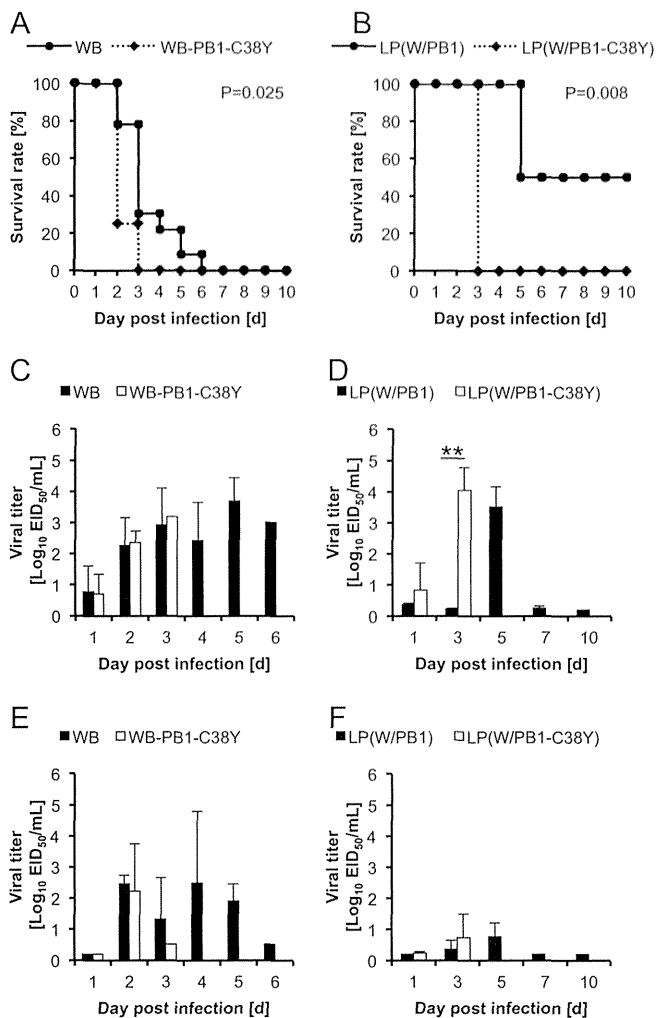 A
WB WB-PB1-C38Y
Survival rate [%]
100
80
60
40
20
0
P=0.025
0 1 2 3 4 5 6 7 8 9 10
Day post infection [d]
B
LP(W/PB1) LP(W/PB1-C38Y)
Survival rate [%]
100
80
60
40
20
0
P=0.008
0 1 2 3 4 5 6 7 8 9 10
Day post infection [d]
C
WB WB-PB1-C38Y
Viral titer
[Log10 EID50/mL]
6
5
4
3
2
1
0
1 2 3 4 5 6
Day post infection [d]
D
LP(W/PB1) LP(W/PB1-C38Y)
Viral titer
[Log10 EID50/mL]
6
5
4
3
2
1
0
**
1 3 5 7 10
Day post infection [d]
E
WB WB-PB1-C38Y
Viral titer
[Log10 EID50/mL]
6
5
4
3
2
1
0
1 2 3 4 5 6
Day post infection [d]
F
LP(W/PB1) LP(W/PB1-C38Y)
Viral titer
[Log10 EID50/mL]
6
5
4
3
2
1
0
1 3 5 7 10
Day post infection [d]